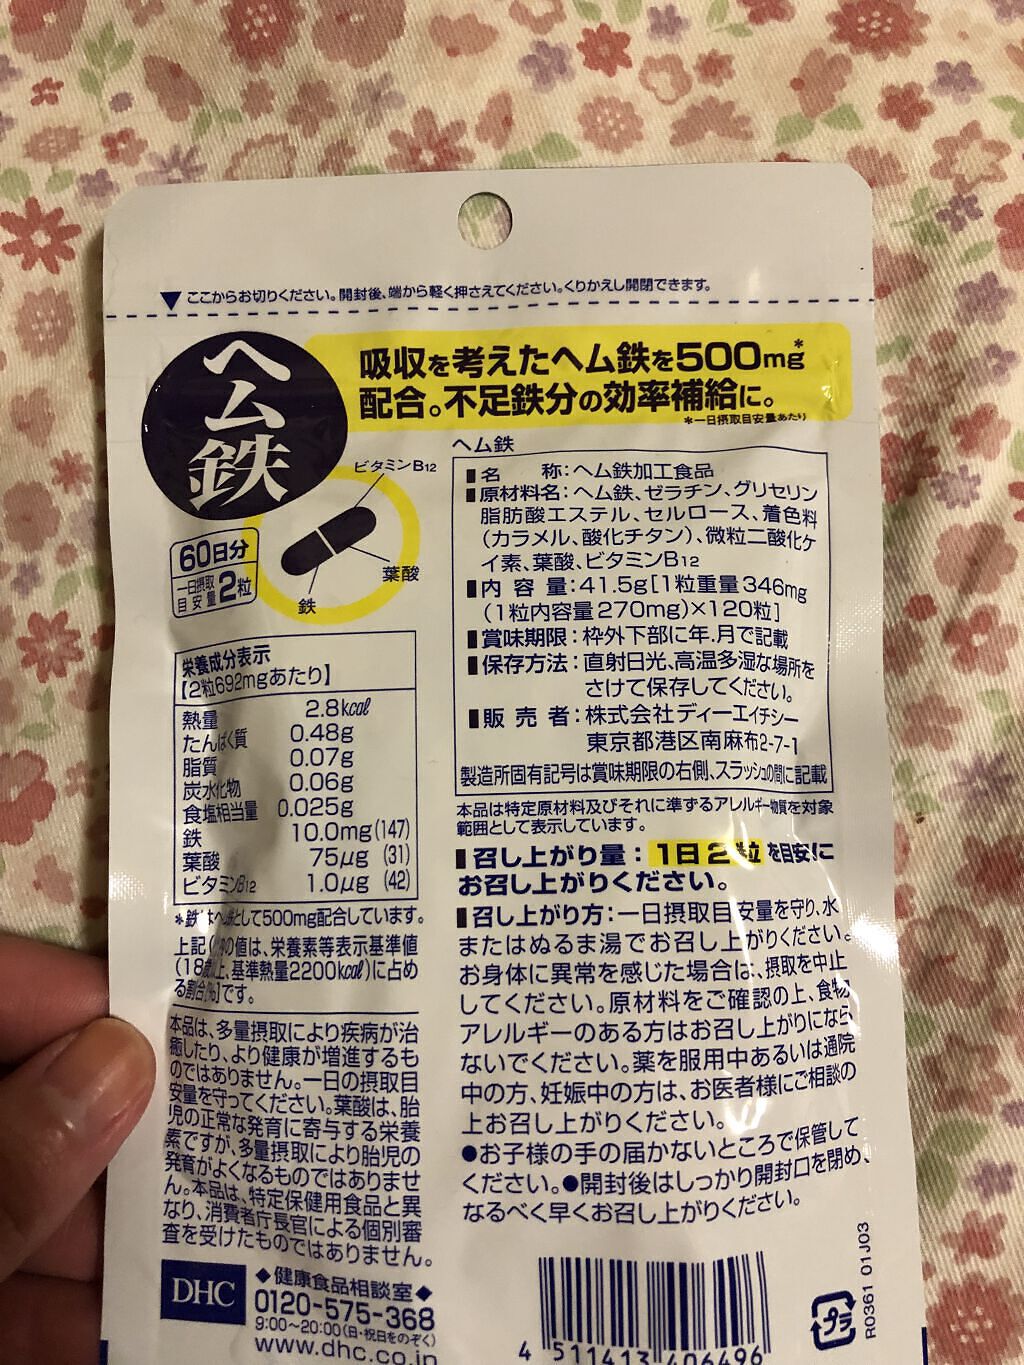 ▼ここからお切りください。開封後、端から軽く押さえてください。くりかえし開閉できます。
ヘム鉄
吸収を考えたヘム鉄を500mg*
配合。不足鉄分の効率補給に。
*一日摂取目安量あたり
ビタミンB12
葉酸
鉄
60日分
一日摂取目安量2粒
栄養成分表示
【2粒692mgあたり】
熱量 2.8kcal
たんぱく質 0.48g
脂質 0.07g
炭水化物 0.06g
食塩相当量 0.025g
鉄 10.0mg(147)
葉酸 75μg (31)
ビタミンB12 1.0μg (42)
*鉄はヘム鉄として500mg配合しています。
上記( )内の値は、栄養素等表示基準値
(18歳以上、基準熱量2200kcal)に占め
る割合[%]です。
本品は、多量摂取により疾病が治
癒したり、より健康が増進するも
のではありません。一日の摂取目
安量を守ってください。葉酸は、胎
児の正常な発育に寄与する栄養
素ですが、多量摂取により胎児の
発育がよくなるものではありませ
ん。本品は、特定保健用食品と異
なり、消費者庁長官による個別審
査を受けたものではありません。
DHC
◆健康食品相談室◆
0120-575-368
9:00~20:00(日・祝日をのぞく)
www.dhc.co.jp
ヘム鉄
■名 称:ヘム鉄加工食品
■原材料名:ヘム鉄、ゼラチン、グリセリン
脂肪酸エステル、セルロース、着色料
(カラメル、酸化チタン)、微粒二酸化ケ
イ素、葉酸、ビタミンB12
■内 容 量:41.5g[1粒重量346mg
(1粒内容量270mg)×120粒]
■賞味期限:枠外下部に年.月で記載
■保存方法:直射日光、高温多湿な場所を
さけて保存してください。
■販 売 者:株式会社ディーエイチシー
東京都港区南麻布2-7-1
製造所固有記号は賞味期限の右側、スラッシュの間に記載
本品は特定原材料及びそれに準ずるアレルギー物質を対象
範囲として表示しています。
■召し上がり量:1日2粒を目安に
お召し上がりください。
■召し上がり方:一日摂取目安量を守り、水
またはぬるま湯でお召し上がりください。
お身体に異常を感じた場合は、摂取を中止
してください。原材料をご確認の上、食物
アレルギーのある方はお召し上がりになら
ないでください。薬を服用中あるいは通院
中の方、妊娠中の方は、お医者様にご相談の
上お召し上がりください。
●お子様の手の届かないところで保管して
ください。●開封後はしっかり開封口を閉め、
なるべく早くお召し上がりください。
4 511413 406496
プラ
R0361 01J03